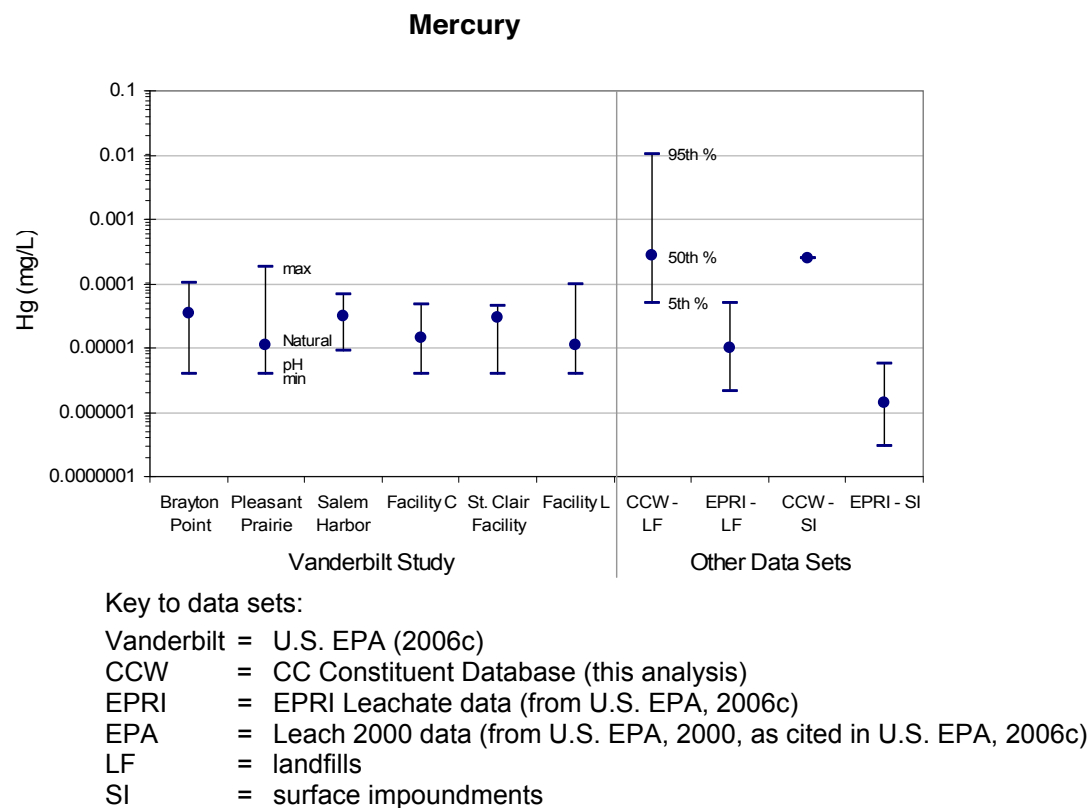 Mercury
0.1
0.01
0.001
0.0001
0.00001
0.000001
0.0000001
Hg (mg/L)
max
Natural
pH
min
95th %
50th %
5th %
Brayton Point
Pleasant Prairie
Salem Harbor
Facility C
St. Clair Facility
Facility L
CCW - LF
EPRI - LF
CCW - SI
EPRI - SI
Vanderbilt Study
Other Data Sets
Key to data sets:
Vanderbilt = U.S. EPA (2006c)
CCW = CC Constituent Database (this analysis)
EPRI = EPRI Leachate data (from U.S. EPA, 2006c)
EPA = Leach 2000 data (from U.S. EPA, 2000, as cited in U.S. EPA, 2006c)
LF = landfills
SI = surface impoundments